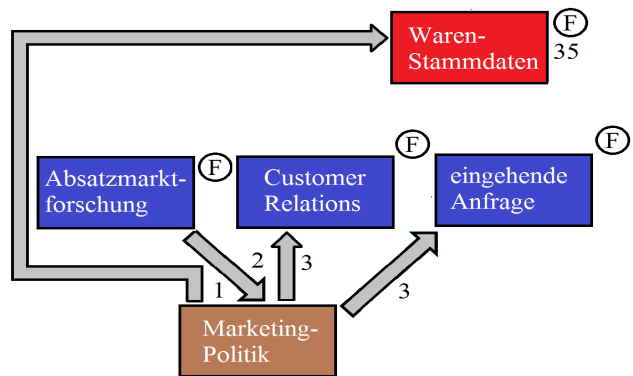 Waren-
Stammdaten
F
35
Absatzmarkt-
forschung
F
Customer
Relations
F
eingehende
Anfrage
F
2
3
1
3
Marketing-
Politik